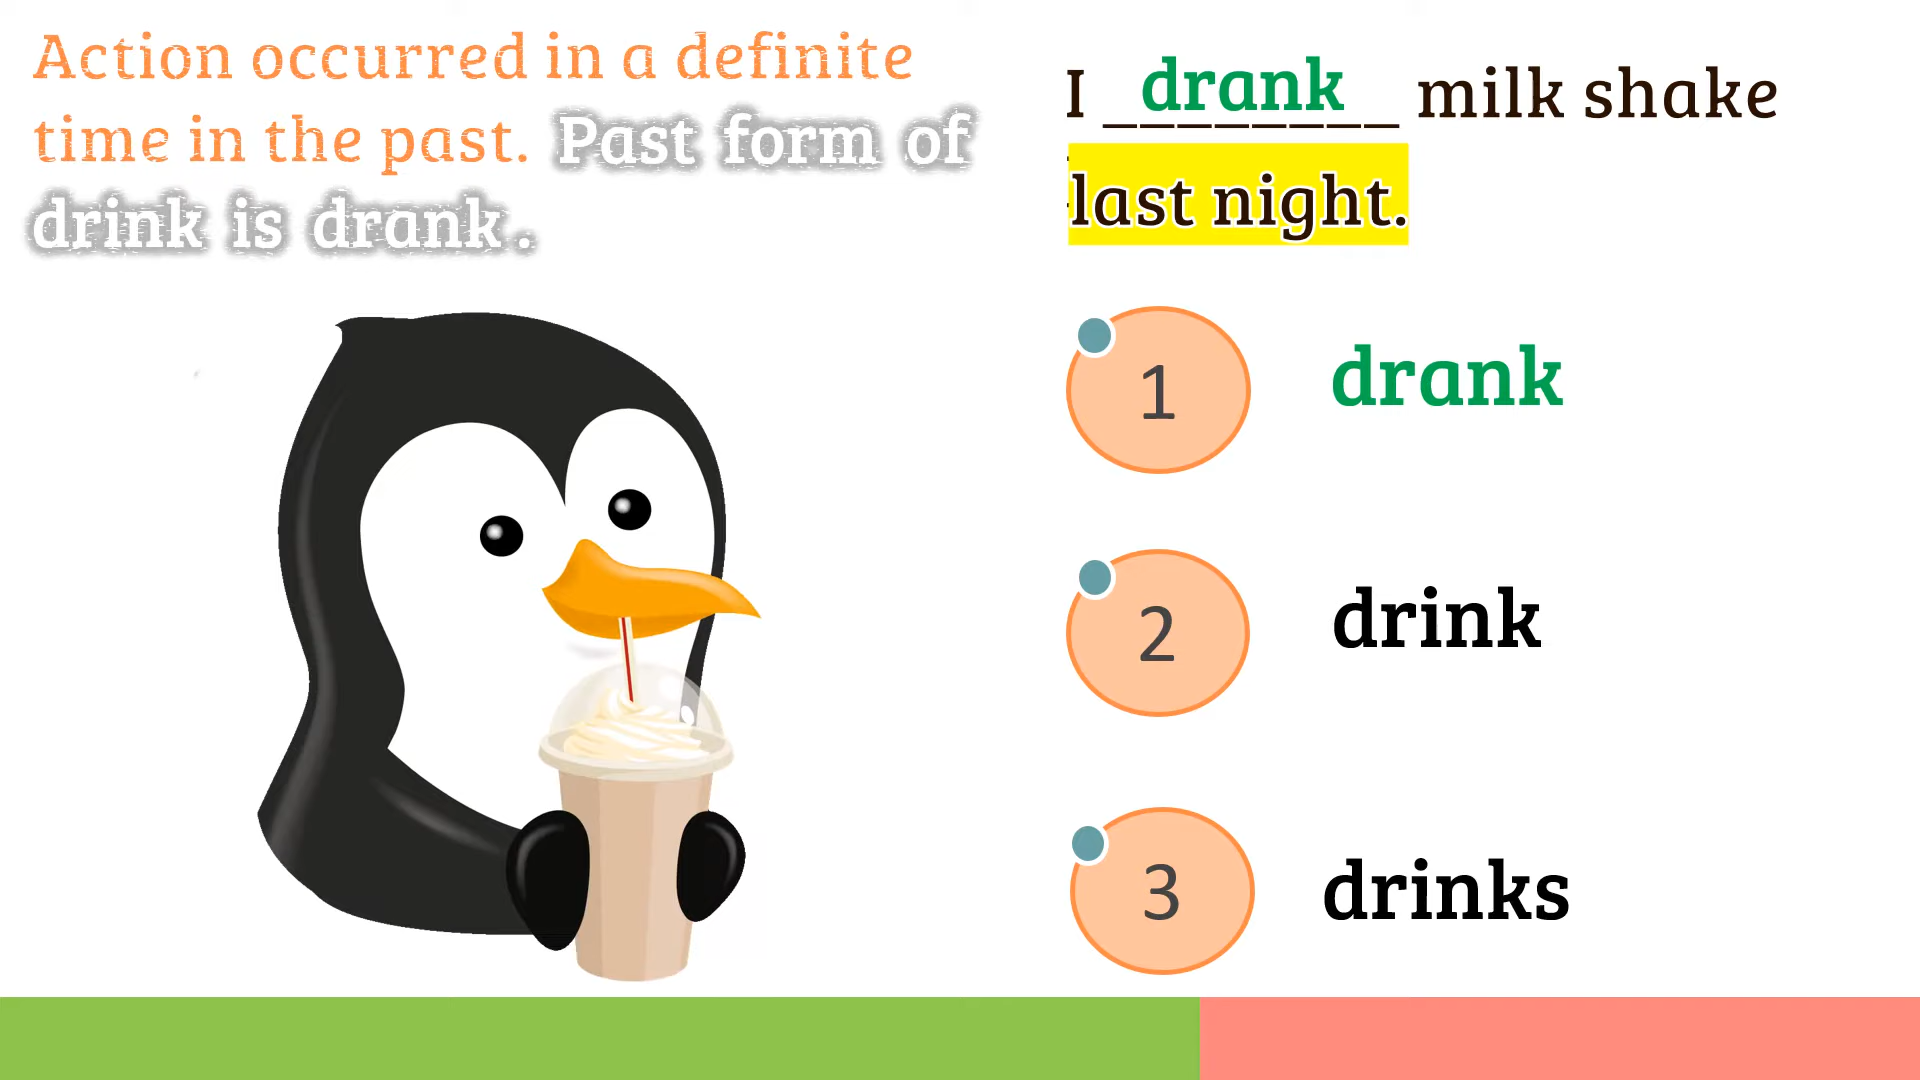 Action occurred in a definite
time in the past. Past form of
drink is drank.
I drank milk shake
last night.
1 drank
2 drink
3 drinks